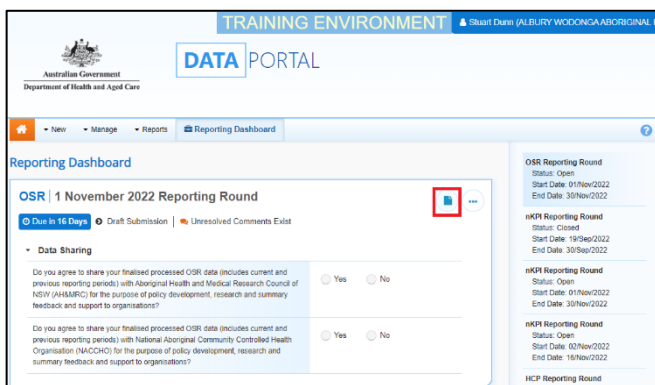 TRAINING ENVIRONMENT
Stuart Dunn (ALBURY WODONGA ABORIGINAL
Australian Government
Department of Health and Aged Care
DATA PORTAL
New
Manage
Reports
Reporting Dashboard
Reporting Dashboard
OSR | 1 November 2022 Reporting Round
Due in 16 Days
Draft Submission
Unresolved Comments Exist
Data Sharing
Do you agree to share your finalised processed OSR data (includes current and
previous reporting periods) with Aboriginal Health and Medical Research Council of
NSW (AH&MRC) for the purpose of policy development, research and summary
feedback and support to organisations?
Yes
No
Do you agree to share your finalised processed OSR data (includes current and
previous reporting periods) with National Aboriginal Community Controlled Health
Organisation (NACCHO) for the purpose of policy development, research and
summary feedback and support to organisations?
Yes
No
OSR Reporting Round
Status: Open
Start Date: 01/Nov/2022
End Date: 30/Nov/2022
nKPI Reporting Round
Status: Closed
Start Date: 19/Sep/2022
End Date: 30/Sep/2022
nKPI Reporting Round
Status: Open
Start Date: 01/Nov/2022
End Date: 30/Nov/2022
nKPI Reporting Round
Status: Open
Start Date: 02/Nov/2022
End Date: 16/Nov/2022
HCP Reporting Round